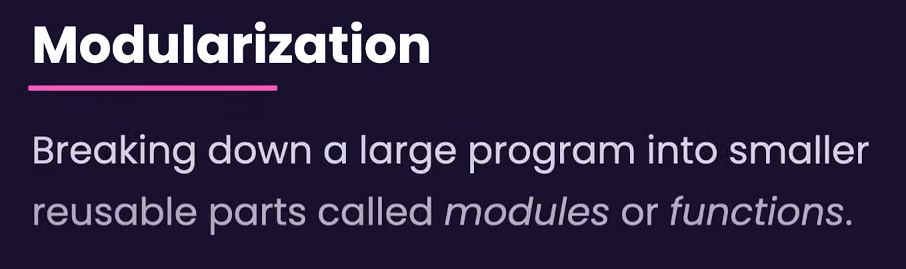 Modularization
Breaking down a large program into smaller
reusable parts called modules or functions.